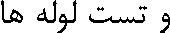 و تست لوله ها